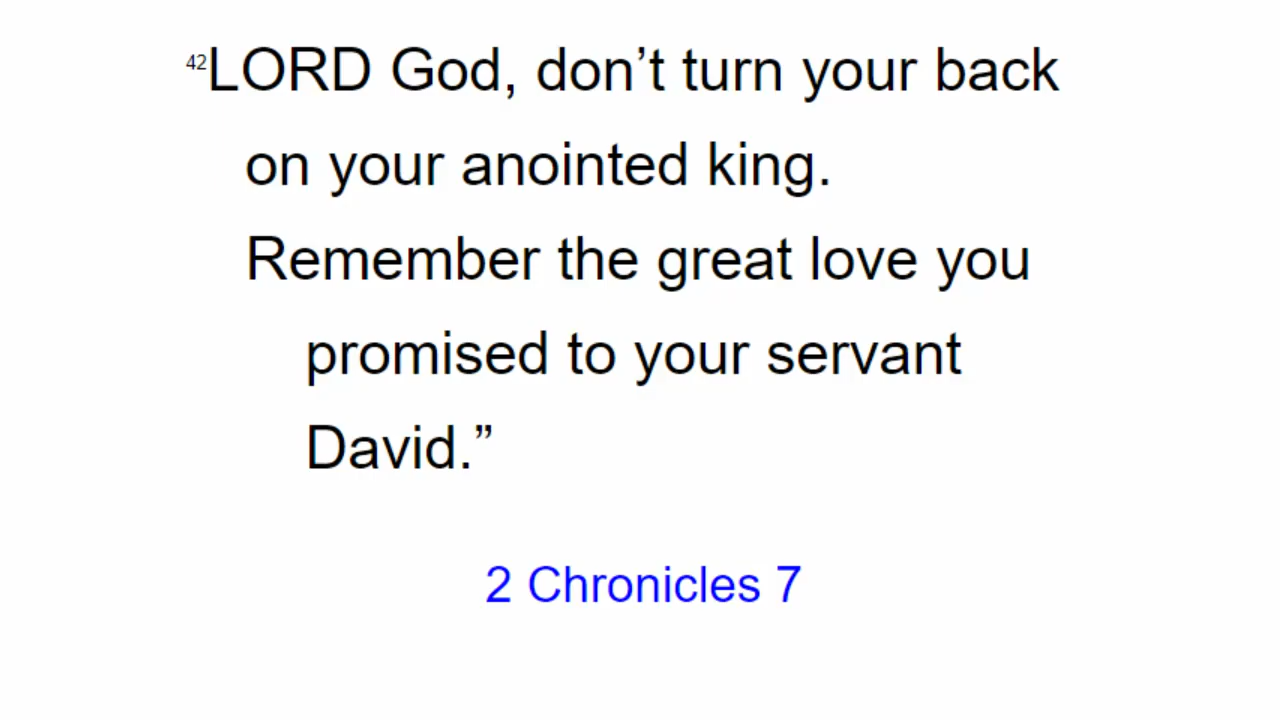 42LORD God, don’t turn your back
on your anointed king.
Remember the great love you
promised to your servant
David.”
2 Chronicles 7